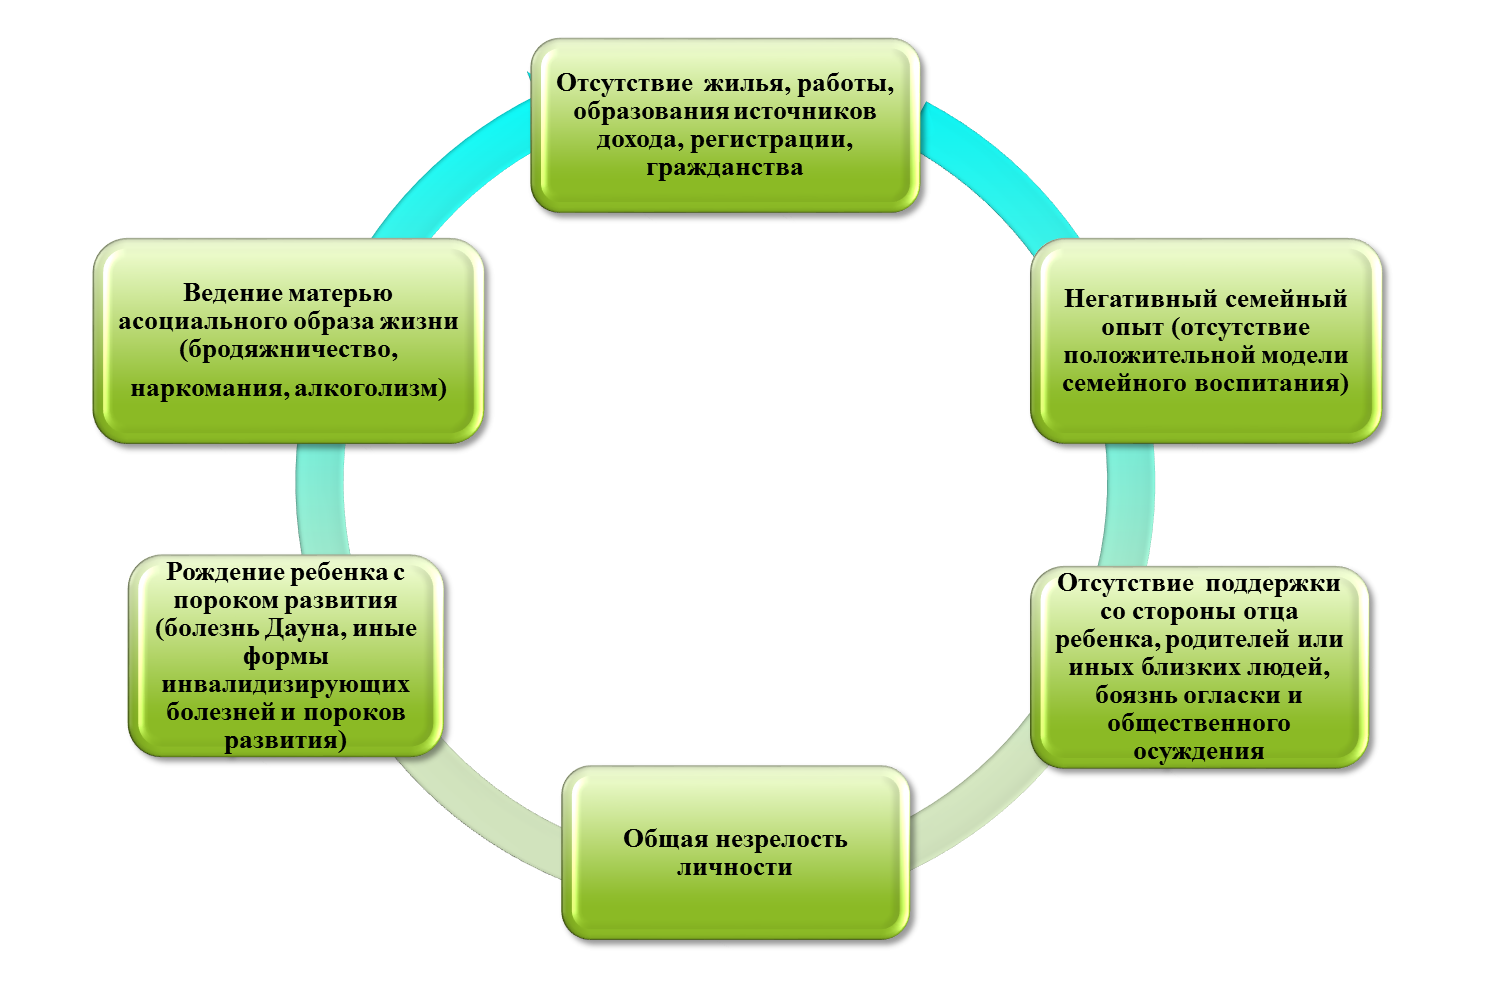 Отсутствие жилья, работы,
образования источников
дохода, регистрации,
гражданства
Негативный семейный
опыт (отсутствие
положительной модели
семейного воспитания)
Отсутствие поддержки
со стороны отца
ребенка, родителей или
иных близких людей,
боязнь огласки и
общественного
осуждения
Общая незрелость
личности
Рождение ребенка с
пороком развития
(болезнь Дауна, иные
формы
инвалидизирующих
болезней и пороков
развития)
Ведение матерью
асоциального образа жизни
(бродяжничество,
наркомания, алкоголизм)